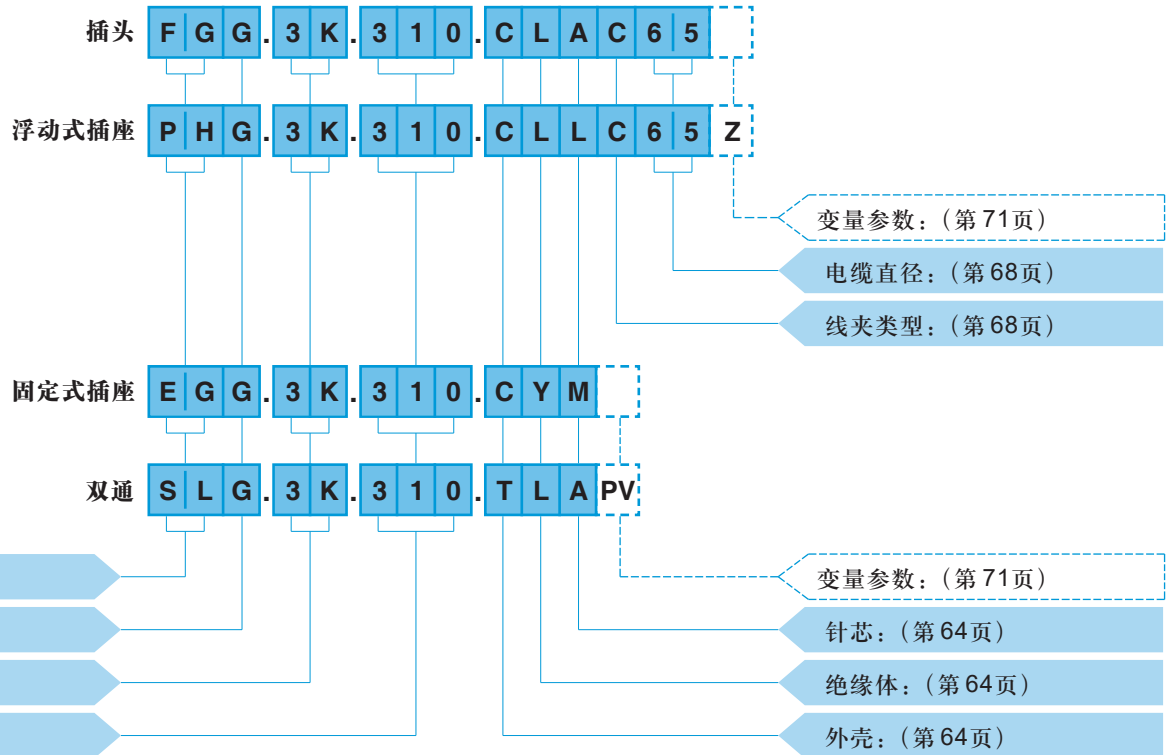 插头 FGG.3K.310.CLAC65
浮动式插座 PHG.3K.310.CLLC65 Z
变量参数：（第71页）
电缆直径：（第68页）
线夹类型：（第68页）
固定式插座 EGG.3K.310.CYM
双通 SLG.3K.310.TLA PV
变量参数：（第71页）
针芯：（第64页）
绝缘体：（第64页）
外壳：（第64页）